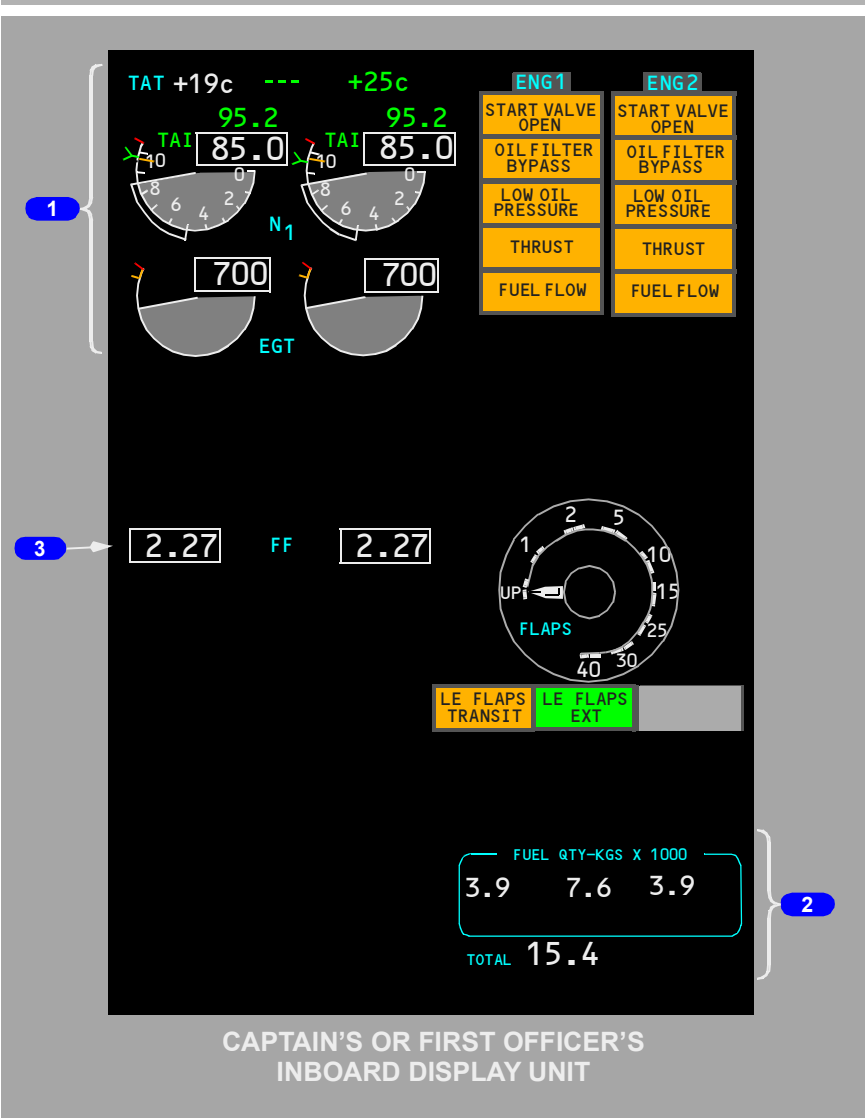 TAT +19c --- +25c
95.2 95.2
TAI 85.0 TAI 85.0
10 8 6 4 2 0
10 8 6 4 2 0
N1
700 700
EGT
ENG1
START VALVE
OPEN
OIL FILTER
BYPASS
LOW OIL
PRESSURE
THRUST
FUEL FLOW
ENG2
START VALVE
OPEN
OIL FILTER
BYPASS
LOW OIL
PRESSURE
THRUST
FUEL FLOW
1
3
2.27 FF 2.27
UP 1 2 5 10 15 25 30 40
FLAPS
LE FLAPS
TRANSIT
LE FLAPS
EXT
FUEL QTY-KGS X 1000
3.9 7.6 3.9
TOTAL 15.4
2
CAPTAIN'S OR FIRST OFFICER'S
INBOARD DISPLAY UNIT